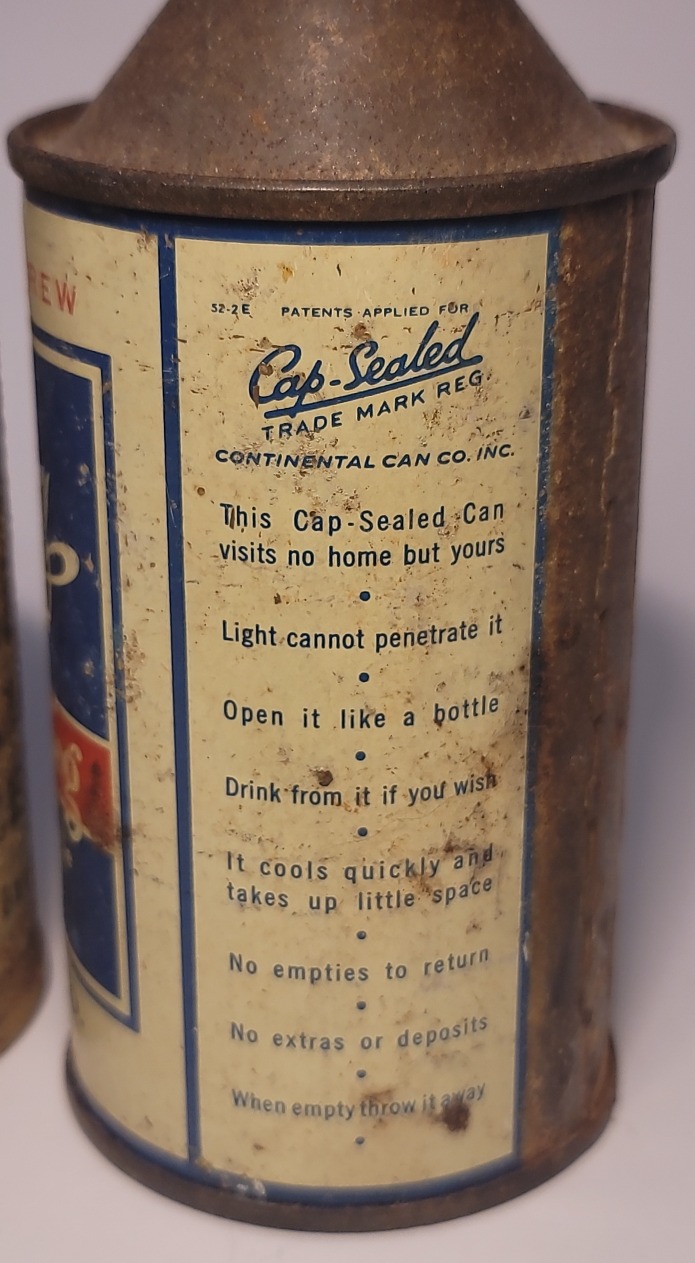 52-2E PATENTS APPLIED FOR
Cap-Sealed
TRADE MARK REG.
CONTINENTAL CAN CO. INC.
This Cap-Sealed Can
visits no home but yours
Light cannot penetrate it
Open it like a bottle
Drink from it if you wish
It cools quickly and
takes up little space
No empties to return
No extras or deposits
When empty throw it away